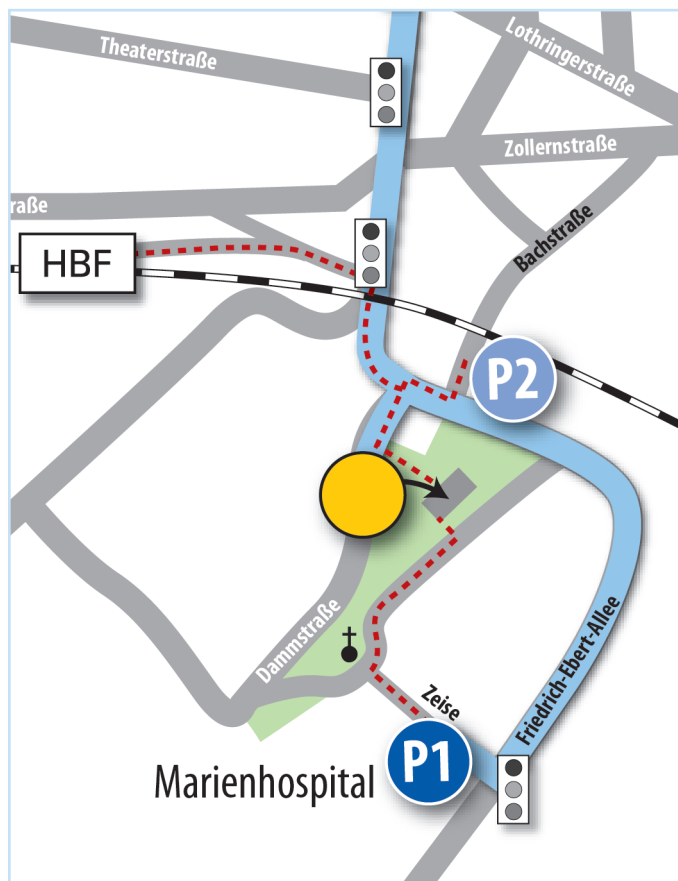 Theaterstraße
Lothringerstraße
Zollernstraße
raße
HBF
Bachstraße
P2
Dammstraße
Friedrich-Ebert-Allee
Zeise
P1
Marienhospital